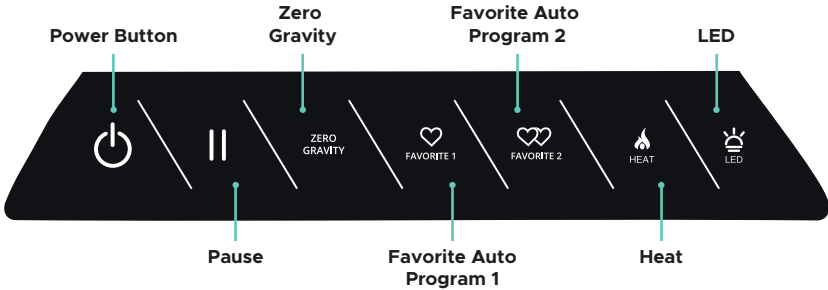 Zero
Gravity
Favorite Auto
Program 2
Power Button
LED
ZERO
GRAVITY
FAVORITE 1
FAVORITE 2
HEAT
LED
Pause
Favorite Auto
Program 1
Heat